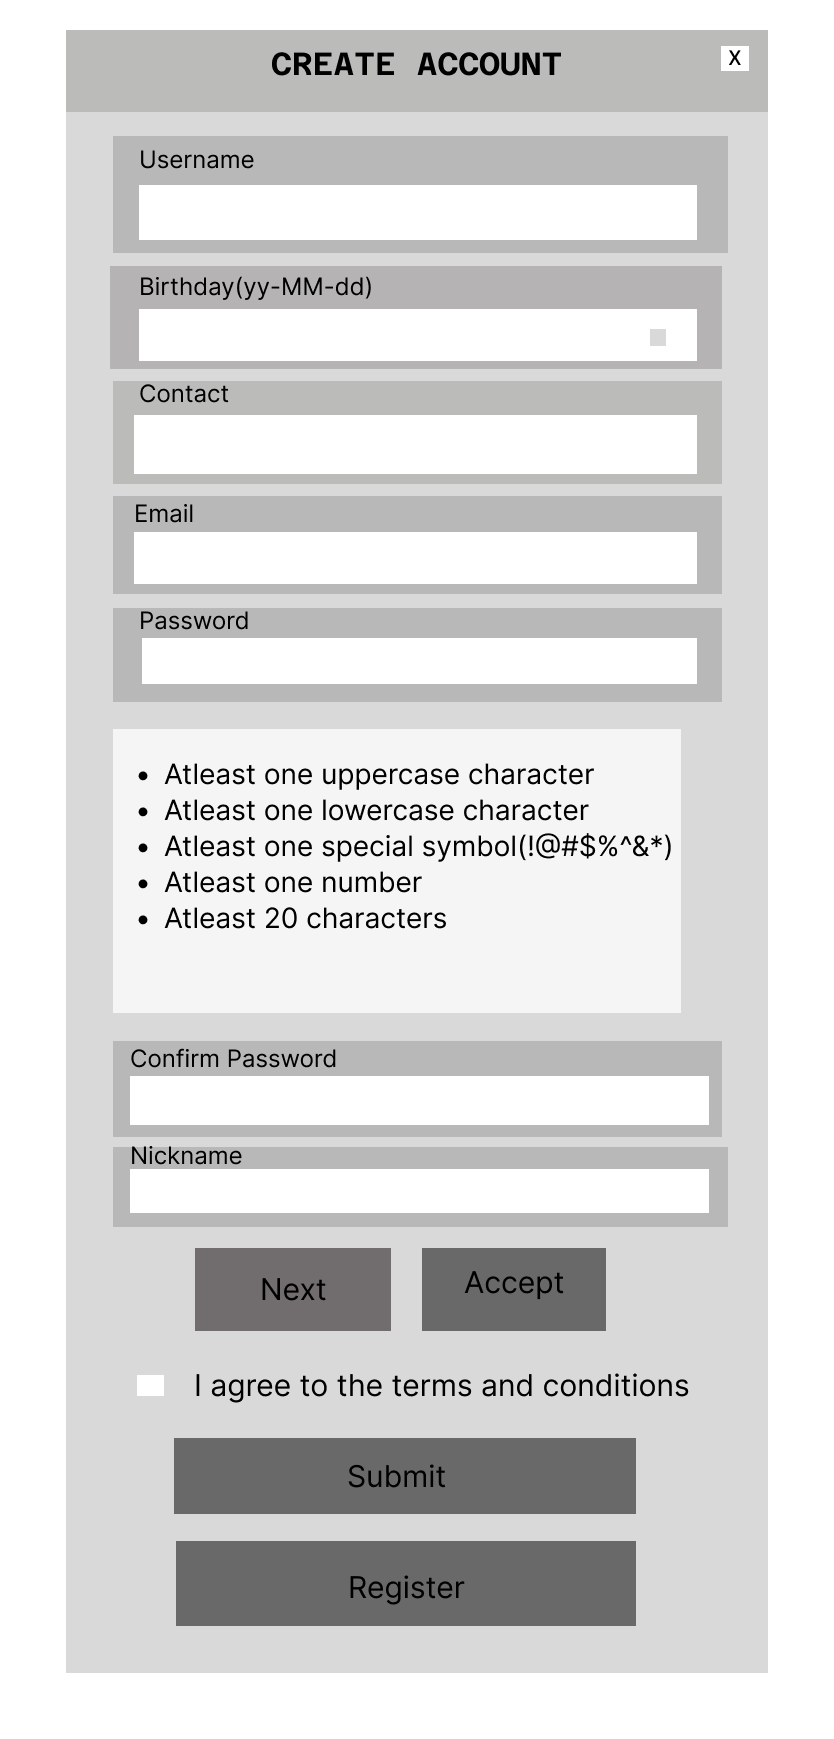 CREATE ACCOUNT
X
Username
Birthday(yy-MM-dd)
Contact
Email
Password
• Atleast one uppercase character
• Atleast one lowercase character
• Atleast one special symbol(!@#$%^&*)
• Atleast one number
• Atleast 20 characters
Confirm Password
Nickname
Next
Accept
I agree to the terms and conditions
Submit
Register